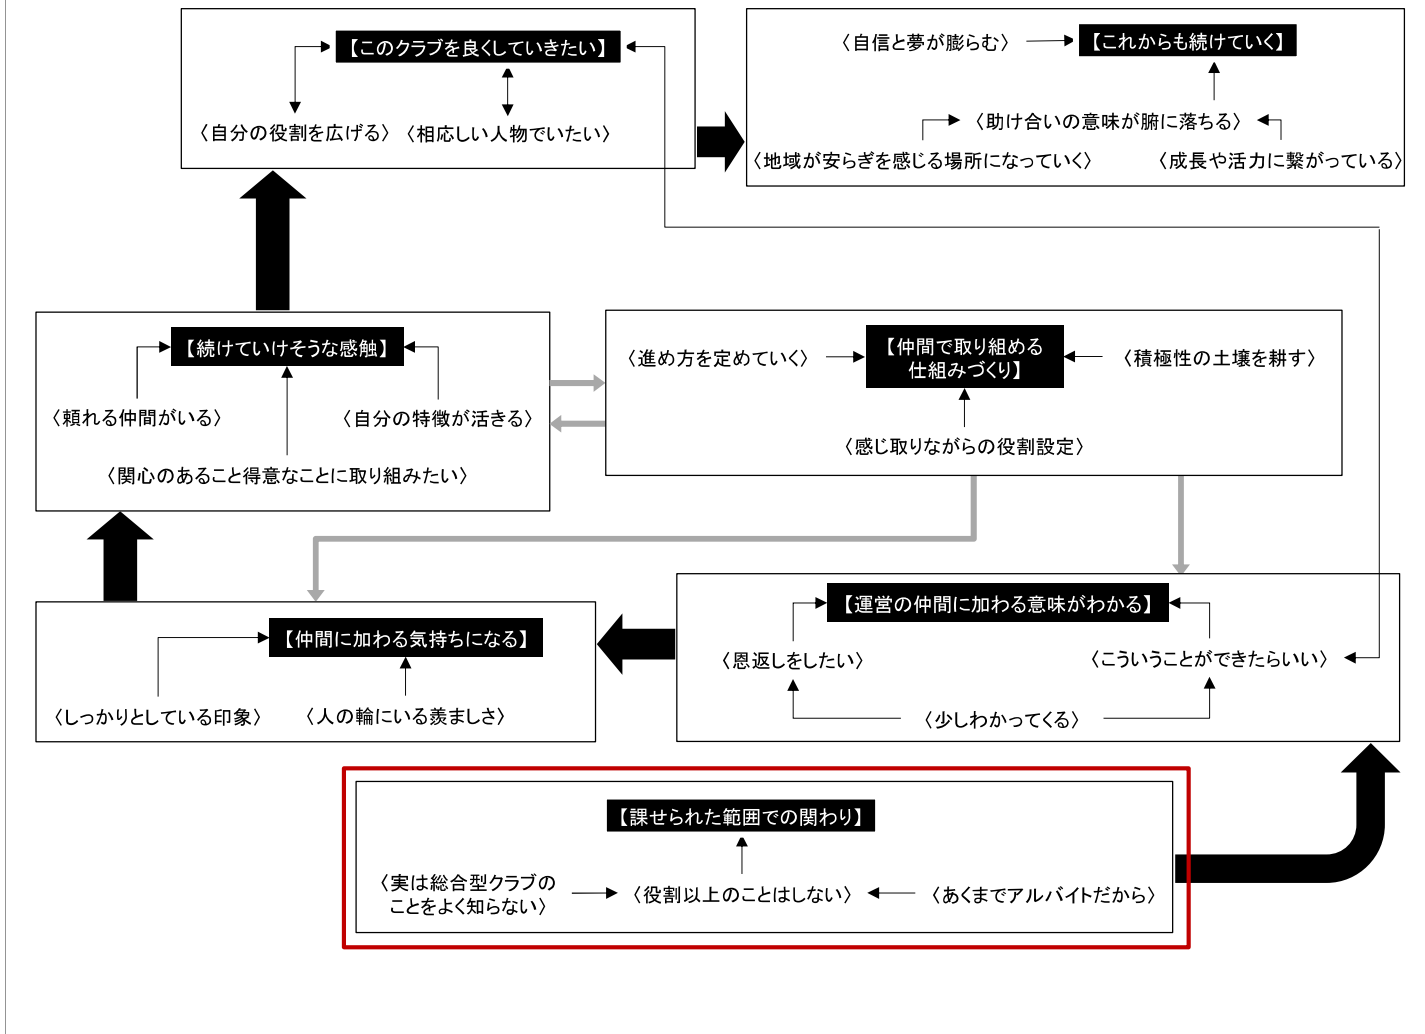 【このクラブを良くしていきたい】
〈自分の役割を広げる〉
〈相応しい人物でいたい〉
〈自信と夢が膨らむ〉
【これからも続けていく】
〈助け合いの意味が腑に落ちる〉
〈地域が安らぎを感じる場所になっていく〉
〈成長や活力に繋がっている〉
【続けていけそうな感触】
〈頼れる仲間がいる〉
〈自分の特徴が活きる〉
〈関心のあること得意なことに取り組みたい〉
〈進め方を定めていく〉
【仲間で取り組める
仕組みづくり】
〈積極性の土壌を耕す〉
〈感じ取りながらの役割設定〉
【仲間に加わる気持ちになる】
〈しっかりとしている印象〉
〈人の輪にいる羨ましさ〉
【運営の仲間に加わる意味がわかる】
〈恩返しをしたい〉
〈こういうことができたらいい〉
〈少しわかってくる〉
【課せられた範囲での関わり】
〈実は総合型クラブの
ことをよく知らない〉
〈役割以上のことはしない〉
〈あくまでアルバイトだから〉